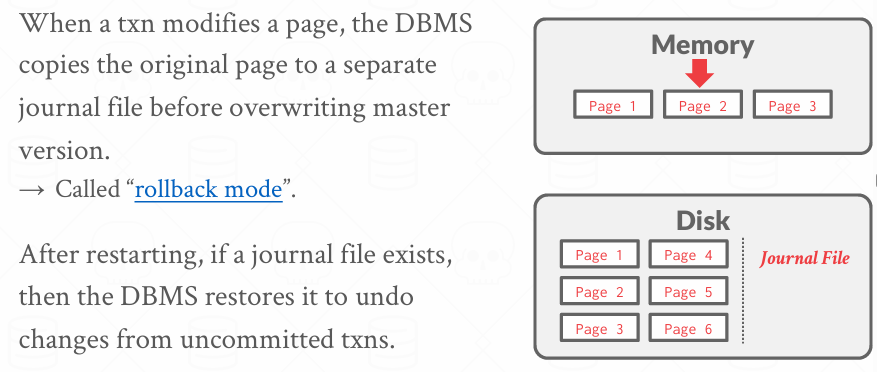 When a txn modifies a page, the DBMS
copies the original page to a separate
journal file before overwriting master
version.
→ Called “rollback mode”.
After restarting, if a journal file exists,
then the DBMS restores it to undo
changes from uncommitted txns.
Memory
Page 1 Page 2 Page 3
Disk
Page 1 Page 4
Page 2 Page 5
Page 3 Page 6
Journal File